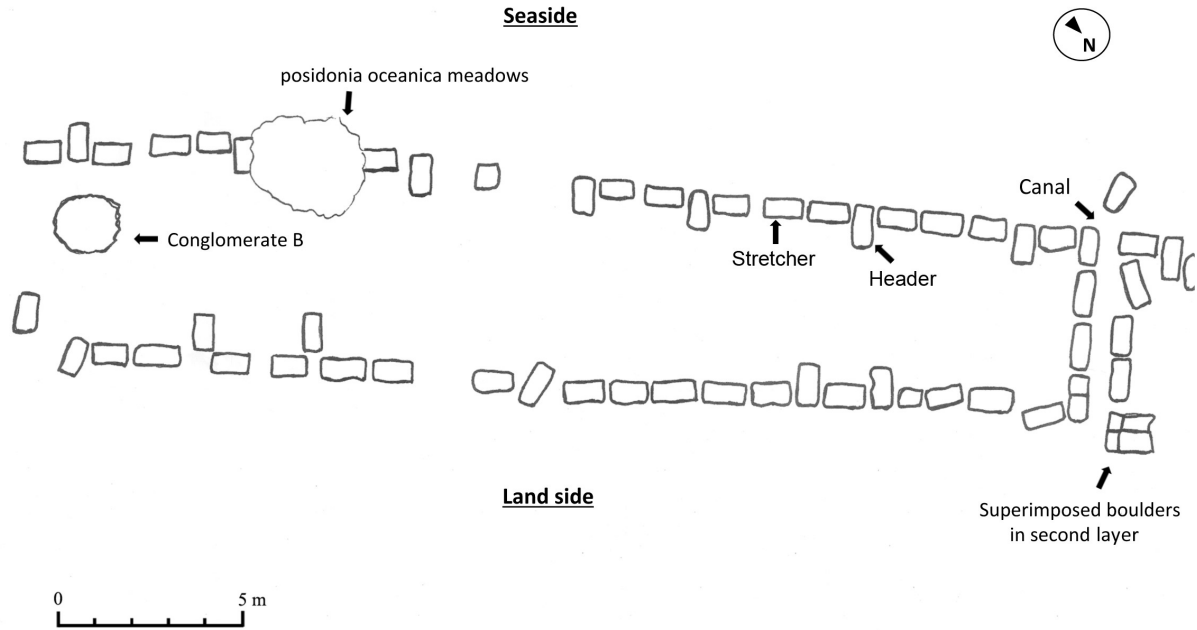 Seaside
N
posidonia oceanica meadows
Canal
Conglomerate B
Stretcher
Header
Land side
Superimposed boulders
in second layer
0
5 m